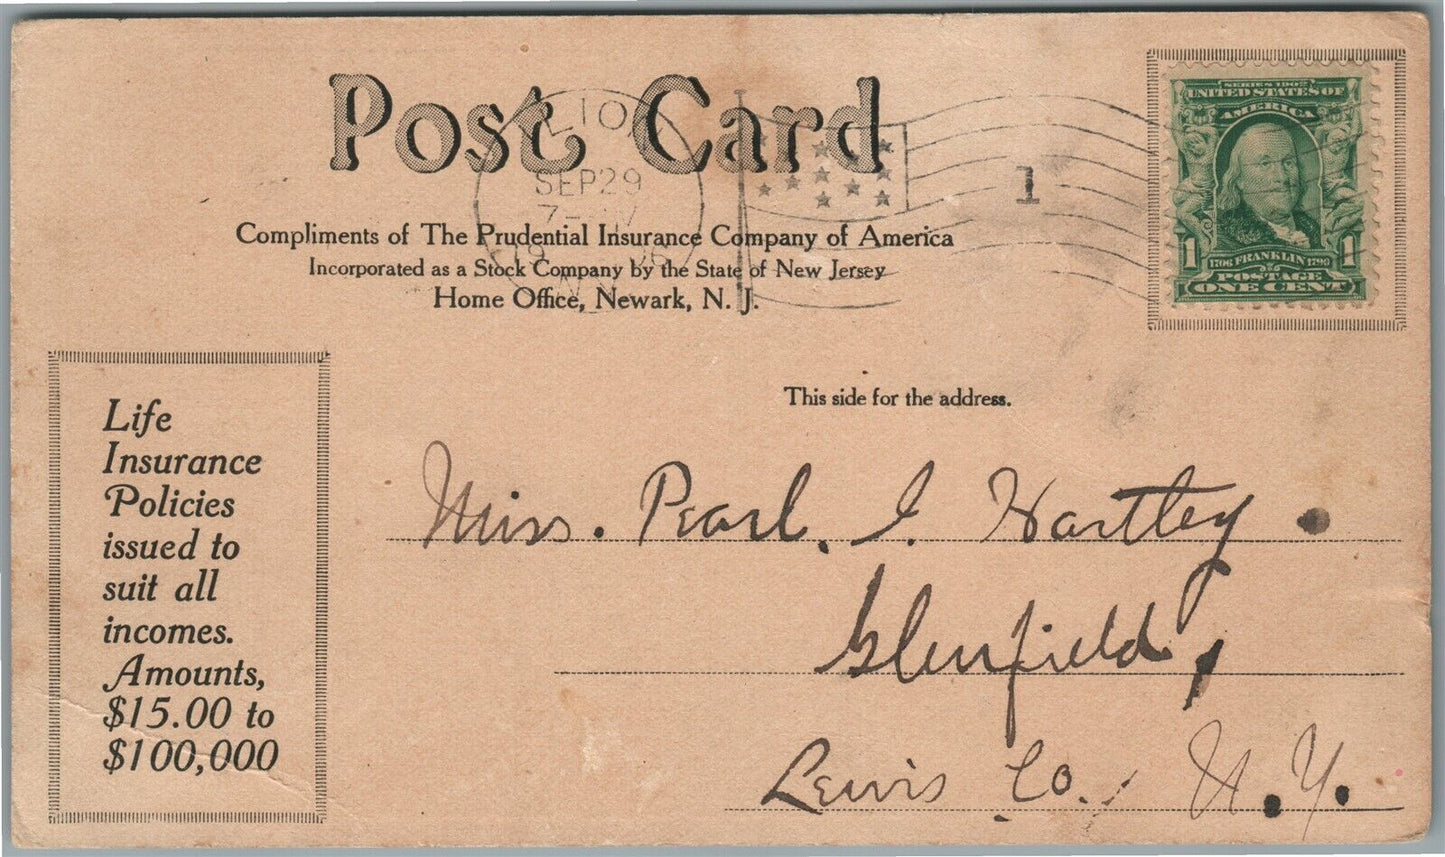 Post Card
Compliments of The Prudential Insurance Company of America
Incorporated as a Stock Company by the State of New Jersey
Home Office, Newark, N. J.
SEP 29
1
SERIES 1902
UNITED STATES OF
AMERICA
1 1
1706 FRANKLIN 1790
POSTAGE
ONE CENT
This side for the address.
Life
Insurance
Policies
issued to
suit all
incomes.
Amounts,
$15.00 to
$100,000
Miss. Pearl. I. Hartley.
Glenfield,
Lewis Co., N. Y.